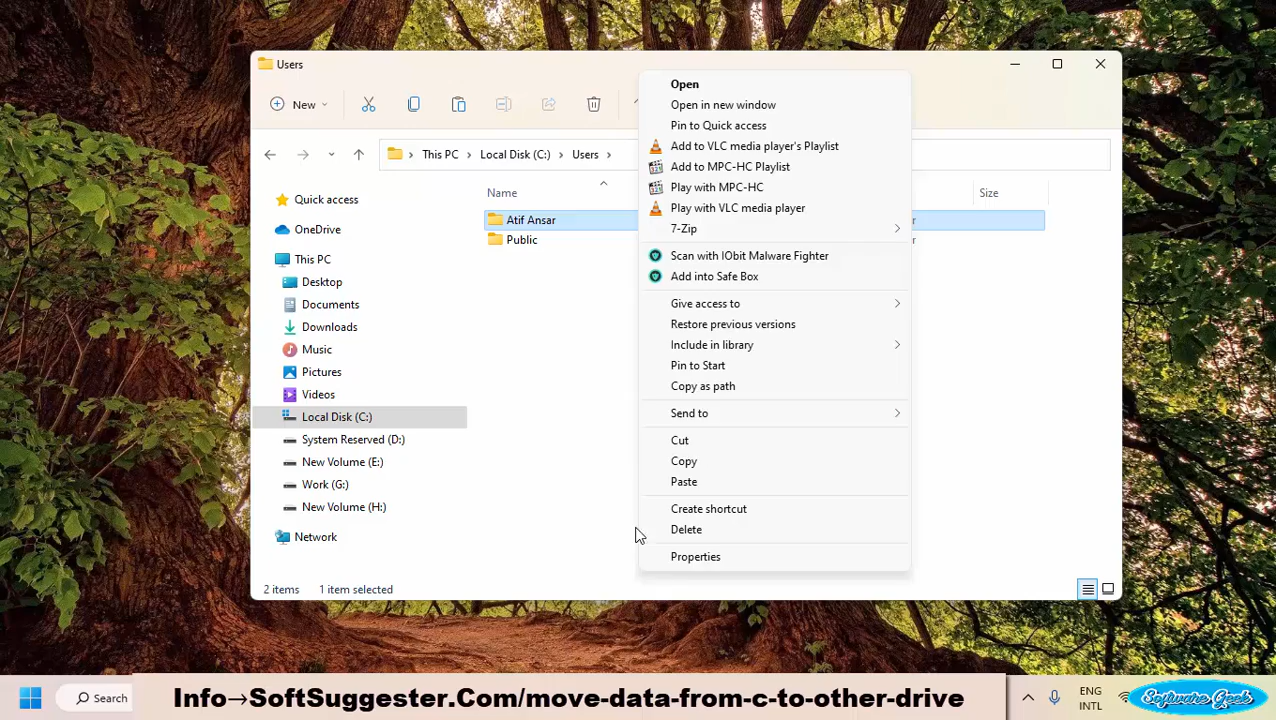 Users
New
This PC
Local Disk (C:)
Users
Name
Size
Quick access
OneDrive
This PC
Desktop
Documents
Downloads
Music
Pictures
Videos
Local Disk (C:)
System Reserved (D:)
New Volume (E:)
Work (G:)
New Volume (H:)
Network
Atif Ansar
Public
Open
Open in new window
Pin to Quick access
Add to VLC media player's Playlist
Add to MPC-HC Playlist
Play with MPC-HC
Play with VLC media player
7-Zip
Scan with IObit Malware Fighter
Add into Safe Box
Give access to
Restore previous versions
Include in library
Pin to Start
Copy as path
Send to
Cut
Copy
Paste
Create shortcut
Delete
Properties
2 items
1 item selected
Search
Info→SoftSuggester.Com/move-data-from-c-to-other-drive
ENG
INTL
Software Geek